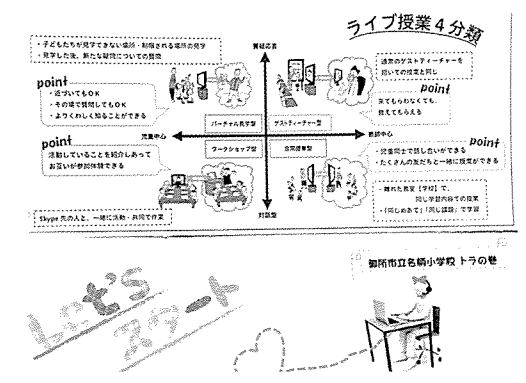 ライブ授業４分類
・子どもたちが見学できない場所・制限される場所の見学
・見学した後、新たな疑問についての質問
point
・近づいてもOK
・その場で質問してもOK
・よりくわしく知ることができる
質疑応答
通常のゲストティーチャーを
招いての授業と同じ
point
来てもらわなくても、
教えてもらえる
バーチャル見学型
ゲストティーチャー型
児童中心
教師中心
ワークショップ型
合同授業型
point
活動していることを紹介しあって
お互いが参加体験できる
point
・児童同士で話し合いができる
・たくさんの友だちと一緒に授業ができる
・離れた教室【学校】で、
同じ学習内容での授業
・「同じめあて」「同じ課題」で学習
対話型
Skype 先の人と、一緒に活動・共同で作業
Let's
スタート
御所市立名柄小学校 トラの巻